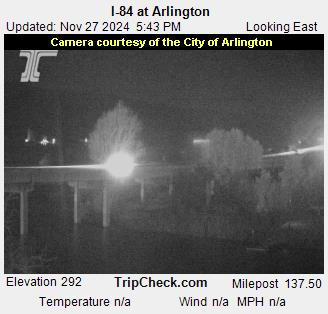 I-84 at Arlington
Updated: Nov 27 2024 5:43 PM Looking East
Camera courtesy of the City of Arlington
Elevation 292 TripCheck.com Milepost 137.50
Temperature n/a Wind n/a MPH n/a